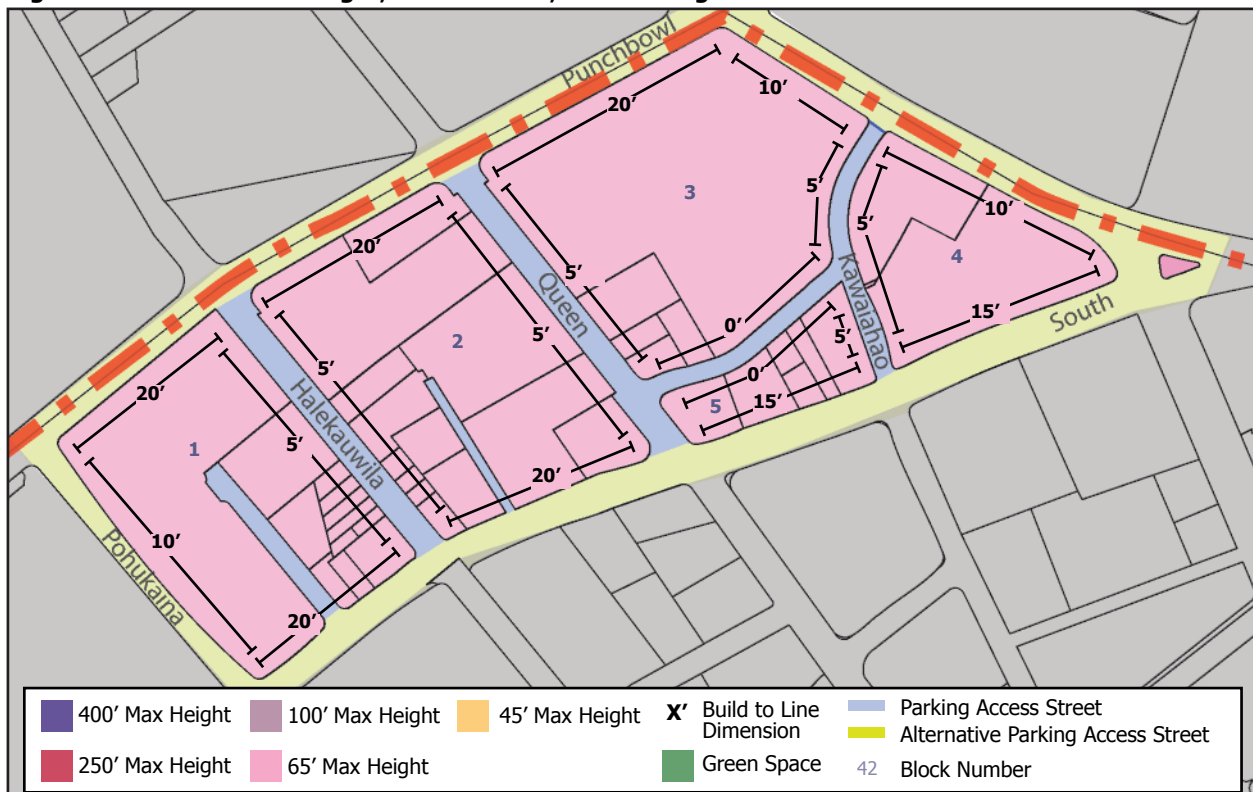 Punchbowl
10’
20’
3
5’
20’
5’
10’
4
Kawaiahao
Queen
5’
2
5’
0’
15’
South
20’
5’
5’
0’
5
15’
1
5’
Halekauwila
20’
10’
Pohukaina
20’
400’ Max Height
100’ Max Height
45’ Max Height
X’ Build to Line
Dimension
Parking Access Street
Alternative Parking Access Street
250’ Max Height
65’ Max Height
Green Space
42 Block Number